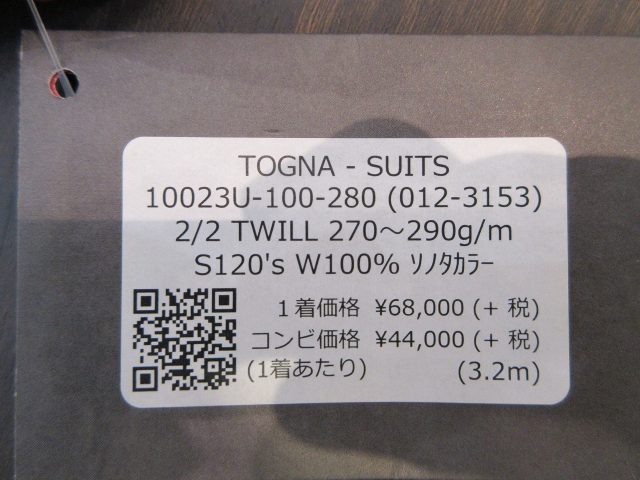 TOGNA - SUITS
10023U-100-280 (012-3153)
2/2 TWILL 270～290g/m
S120's W100% ｿﾉﾀｶﾗｰ
１着価格 ¥68,000 (+ 税)
コンビ価格 ¥44,000 (+ 税)
(1着あたり) (3.2m)